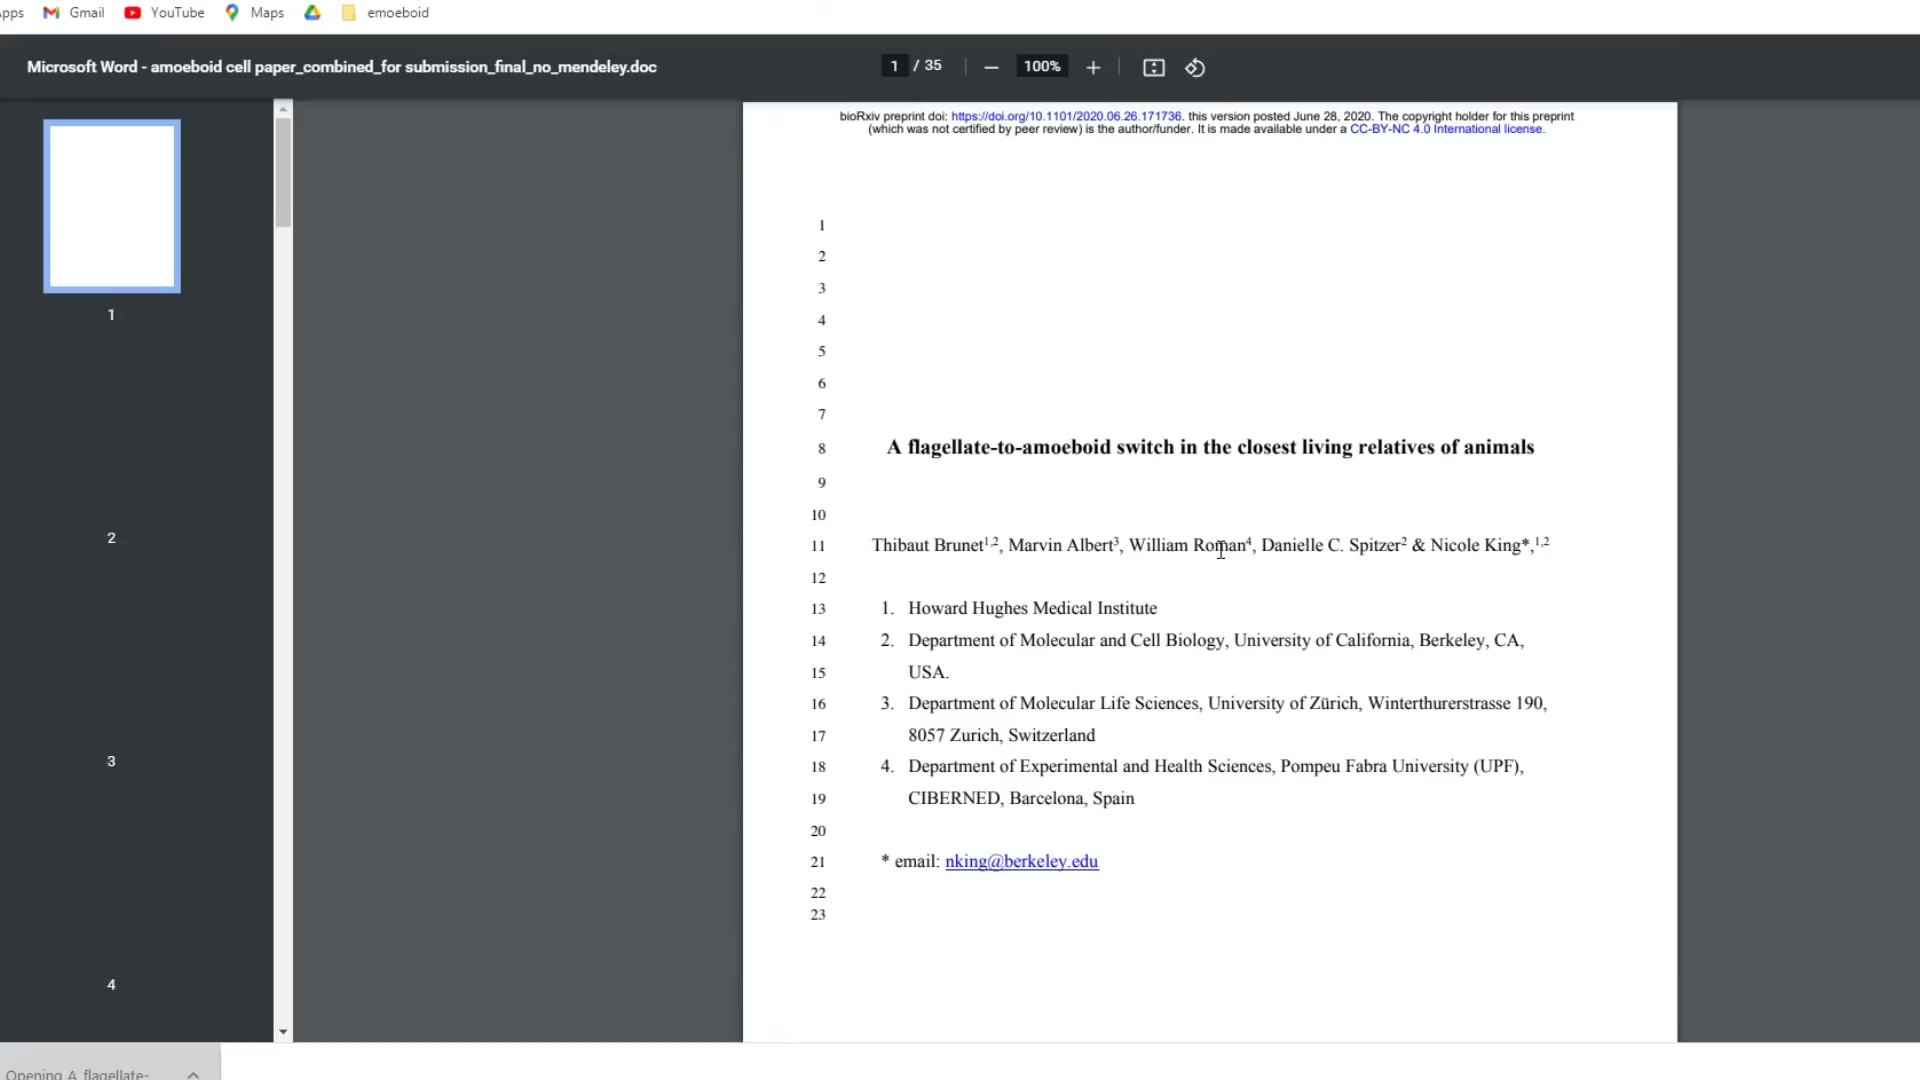 pps Gmail YouTube Maps emoeboid
Microsoft Word - amoeboid cell paper_combined_for submission_final_no_mendeley.doc 1 / 35 100%
bioRxiv preprint doi: https://doi.org/10.1101/2020.06.26.171736. this version posted June 28, 2020. The copyright holder for this preprint
(which was not certified by peer review) is the author/funder. It is made available under a CC-BY-NC 4.0 International license.
1
2
3
4
1
2
3
4
5
6
7
8 A flagellate-to-amoeboid switch in the closest living relatives of animals
9
10
11 Thibaut Brunet1,2, Marvin Albert3, William Roman4, Danielle C. Spitzer2 & Nicole King*,1,2
12
13 1. Howard Hughes Medical Institute
14 2. Department of Molecular and Cell Biology, University of California, Berkeley, CA,
15 USA.
16 3. Department of Molecular Life Sciences, University of Zürich, Winterthurerstrasse 190,
17 8057 Zurich, Switzerland
18 4. Department of Experimental and Health Sciences, Pompeu Fabra University (UPF),
19 CIBERNED, Barcelona, Spain
20
21 * email: nking@berkeley.edu
22
23
Opening A flagellate-